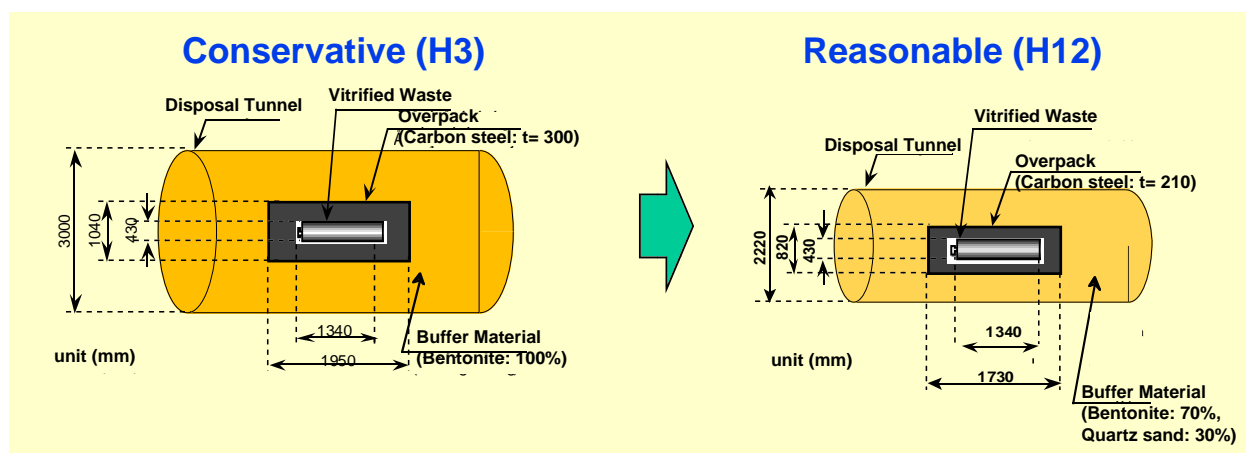 Conservative (H3)
Disposal Tunnel
Vitrified Waste
Overpack
(Carbon steel: t= 300)
3000
1040
430
1340
1950
Buffer Material
(Bentonite: 100%)
unit (mm)
Reasonable (H12)
Disposal Tunnel
Vitrified Waste
Overpack
(Carbon steel: t= 210)
2220
820
430
1340
1730
Buffer Material
(Bentonite: 70%,
Quartz sand: 30%)
unit (mm)